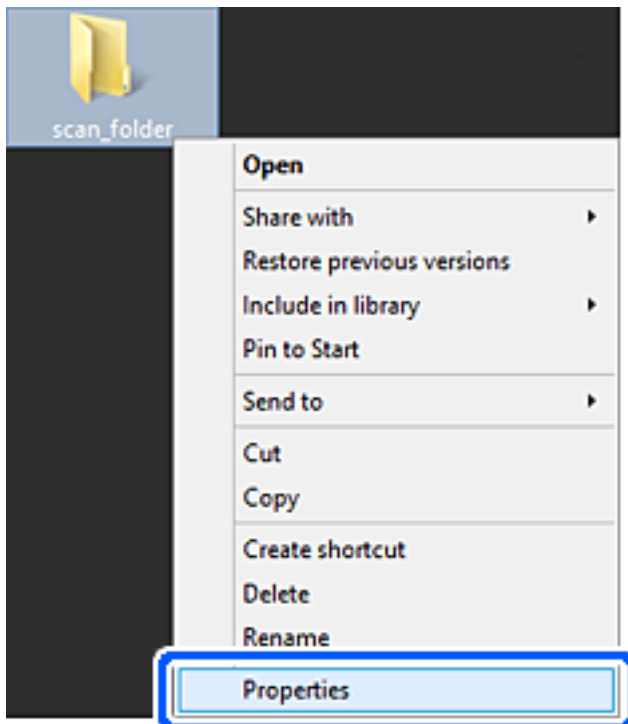 scan_folder
Open
Share with
Restore previous versions
Include in library
Pin to Start
Send to
Cut
Copy
Create shortcut
Delete
Rename
Properties